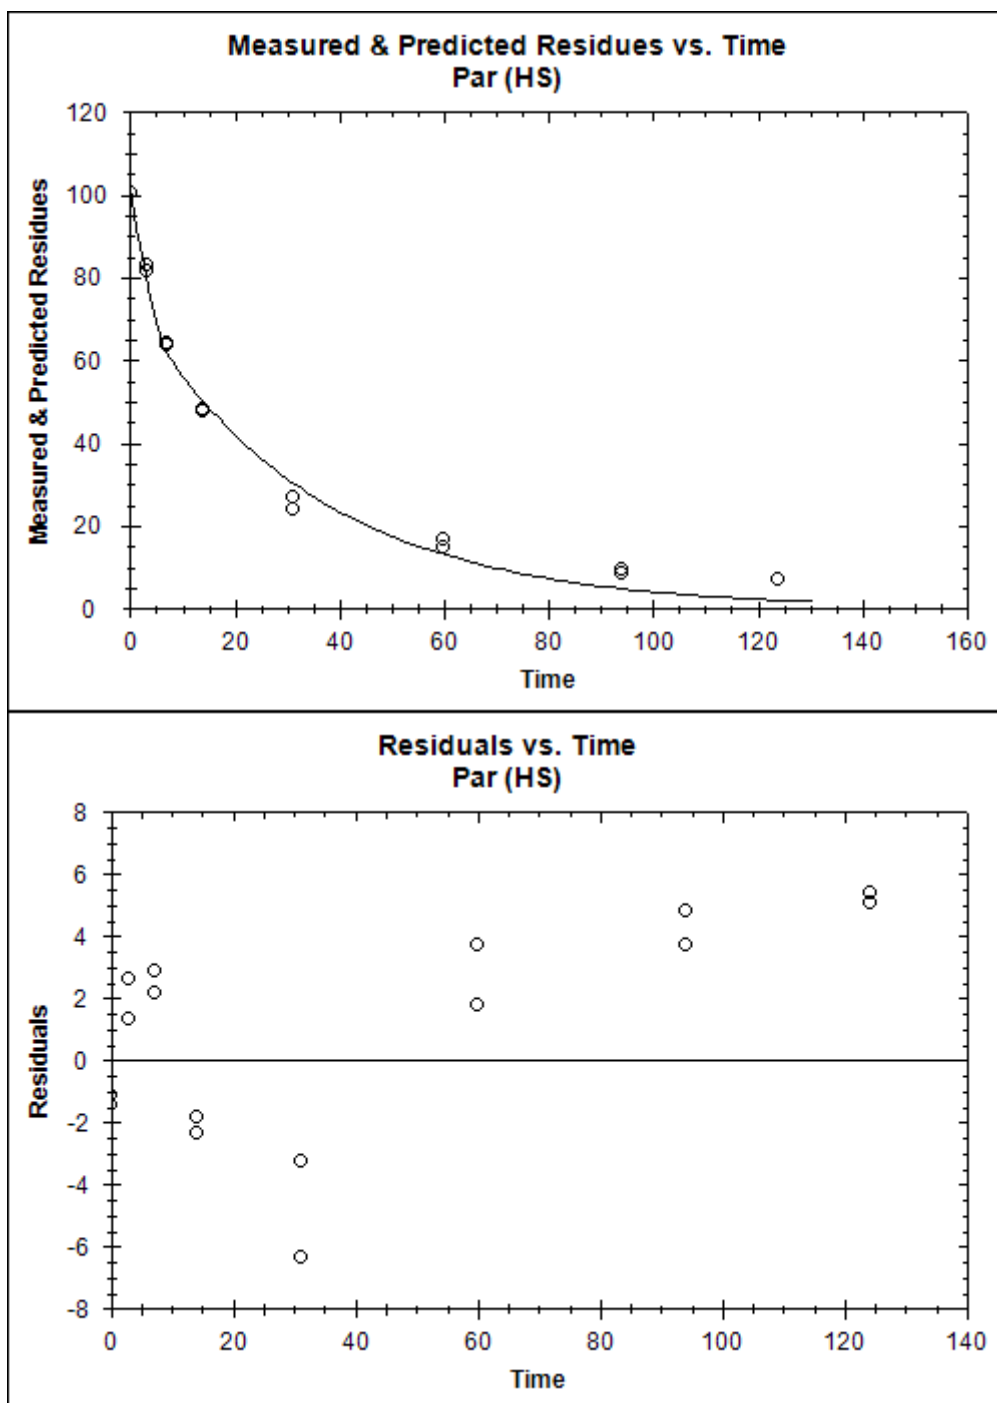 Measured & Predicted Residues vs. Time
Par (HS)
Measured & Predicted Residues
120
100
80
60
40
20
0
0 20 40 60 80 100 120 140 160
Time
Residuals vs. Time
Par (HS)
Residuals
8
6
4
2
0
-2
-4
-6
-8
0 20 40 60 80 100 120 140
Time